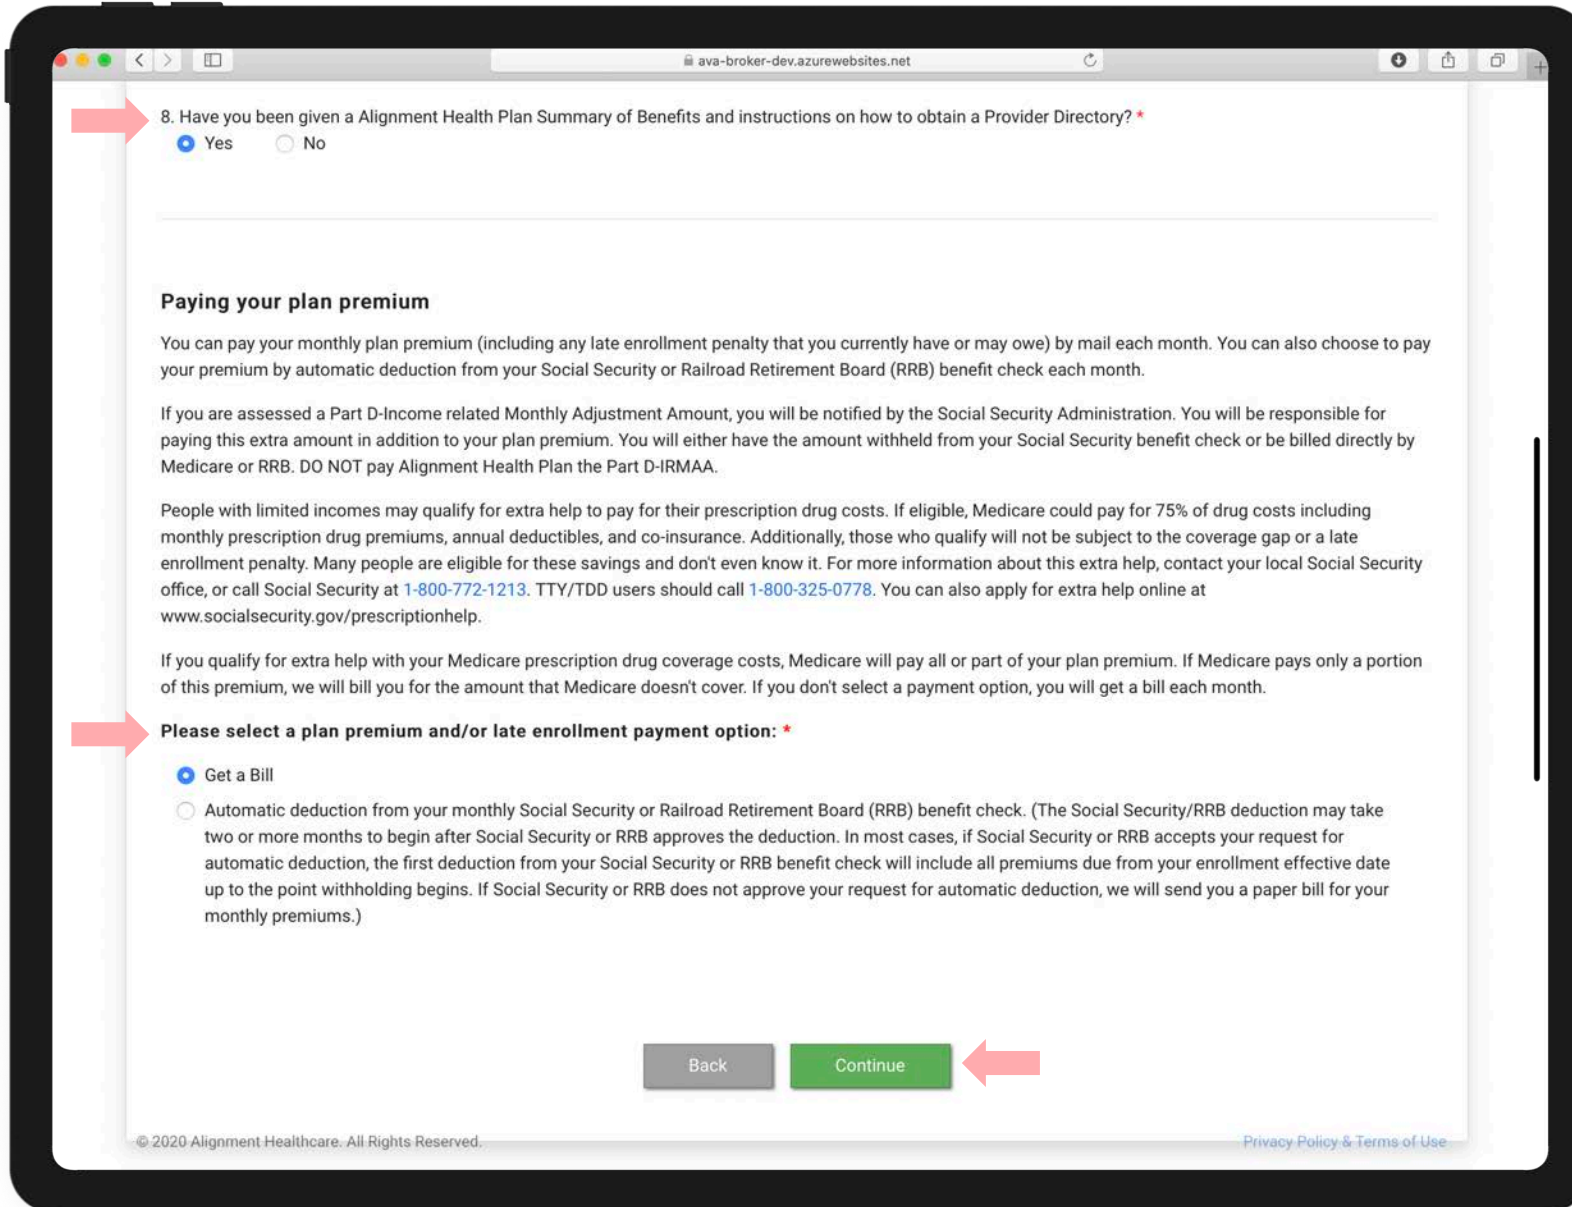 ava-broker-dev.azurewebsites.net
8. Have you been given a Alignment Health Plan Summary of Benefits and instructions on how to obtain a Provider Directory? *
Yes No
Paying your plan premium
You can pay your monthly plan premium (including any late enrollment penalty that you currently have or may owe) by mail each month. You can also choose to pay
your premium by automatic deduction from your Social Security or Railroad Retirement Board (RRB) benefit check each month.
If you are assessed a Part D-Income related Monthly Adjustment Amount, you will be notified by the Social Security Administration. You will be responsible for
paying this extra amount in addition to your plan premium. You will either have the amount withheld from your Social Security benefit check or be billed directly by
Medicare or RRB. DO NOT pay Alignment Health Plan the Part D-IRMAA.
People with limited incomes may qualify for extra help to pay for their prescription drug costs. If eligible, Medicare could pay for 75% of drug costs including
monthly prescription drug premiums, annual deductibles, and co-insurance. Additionally, those who qualify will not be subject to the coverage gap or a late
enrollment penalty. Many people are eligible for these savings and don't even know it. For more information about this extra help, contact your local Social Security
office, or call Social Security at 1-800-772-1213. TTY/TDD users should call 1-800-325-0778. You can also apply for extra help online at
www.socialsecurity.gov/prescriptionhelp.
If you qualify for extra help with your Medicare prescription drug coverage costs, Medicare will pay all or part of your plan premium. If Medicare pays only a portion
of this premium, we will bill you for the amount that Medicare doesn't cover. If you don't select a payment option, you will get a bill each month.
Please select a plan premium and/or late enrollment payment option: *
Get a Bill
Automatic deduction from your monthly Social Security or Railroad Retirement Board (RRB) benefit check. (The Social Security/RRB deduction may take
two or more months to begin after Social Security or RRB approves the deduction. In most cases, if Social Security or RRB accepts your request for
automatic deduction, the first deduction from your Social Security or RRB benefit check will include all premiums due from your enrollment effective date
up to the point withholding begins. If Social Security or RRB does not approve your request for automatic deduction, we will send you a paper bill for your
monthly premiums.)
Back Continue
© 2020 Alignment Healthcare. All Rights Reserved. Privacy Policy & Terms of Use